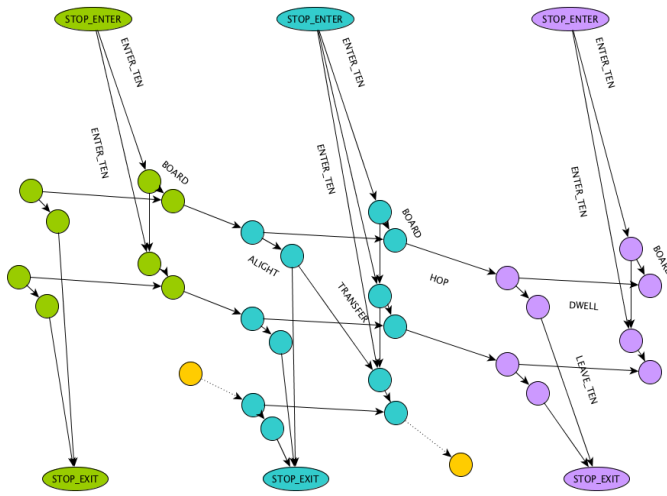 STOP_ENTER
STOP_ENTER
STOP_ENTER
ENTER_TEN
ENTER_TEN
ENTER_TEN
ENTER_TEN
ENTER_TEN
ENTER_TEN
BOARD
BOARD
BOARD
ALIGHT
TRANSFER
HOP
DWELL
LEAVE_TEN
STOP_EXIT
STOP_EXIT
STOP_EXIT